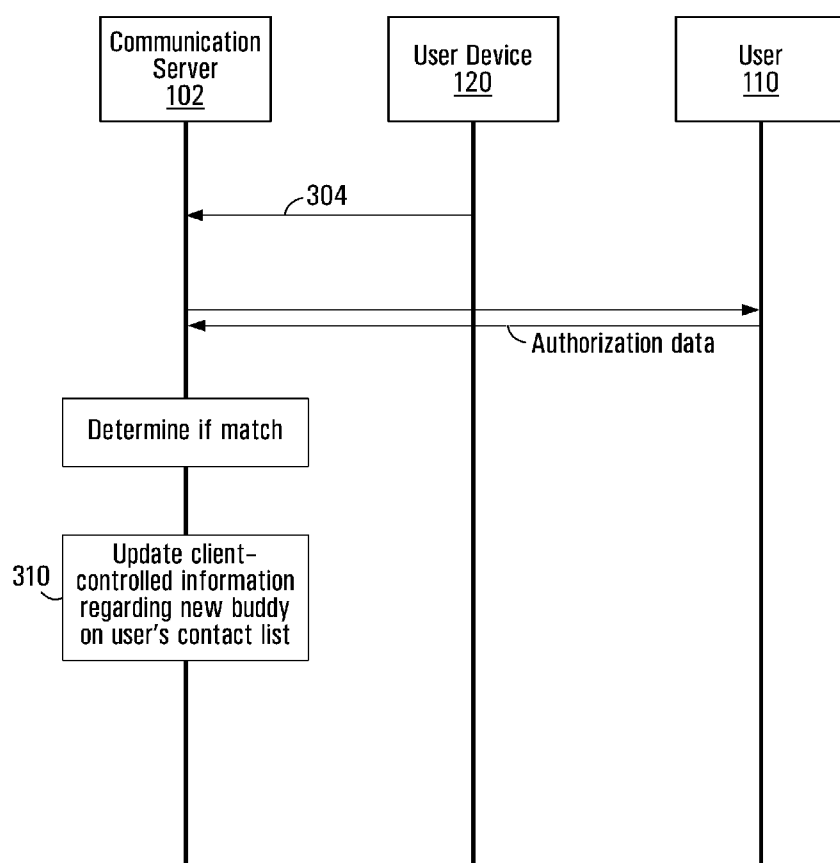 Communication
Server
102
User Device
120
User
110
304
Authorization data
Determine if match
310
Update client-
controlled information
regarding new buddy
on user's contact list